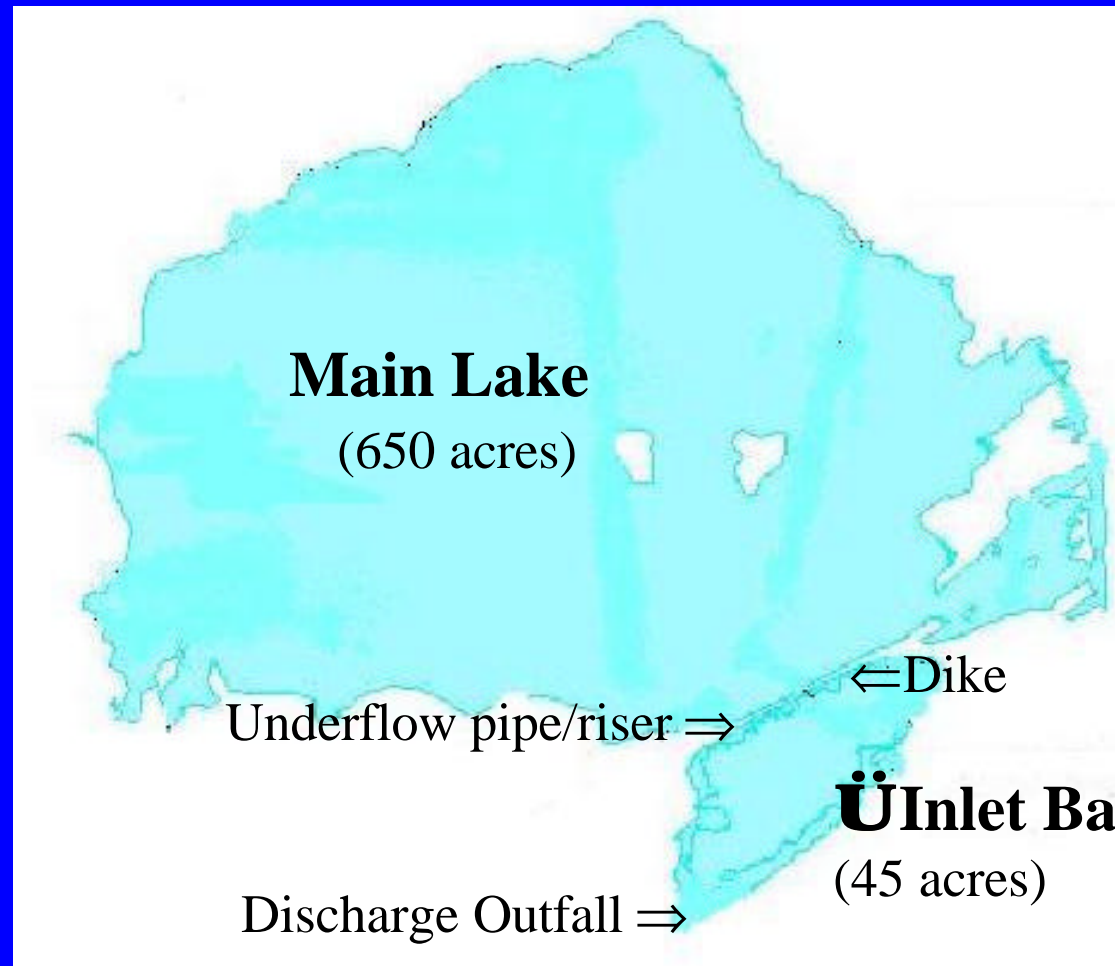 Main Lake
(650 acres)
⇐Dike
Underflow pipe/riser ⇒
ÜInlet Ba
(45 acres)
Discharge Outfall ⇒